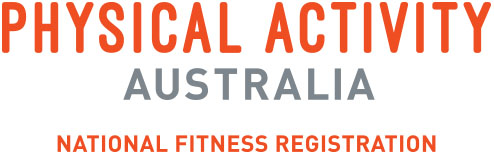 PHYSICAL ACTIVITY
AUSTRALIA
NATIONAL FITNESS REGISTRATION